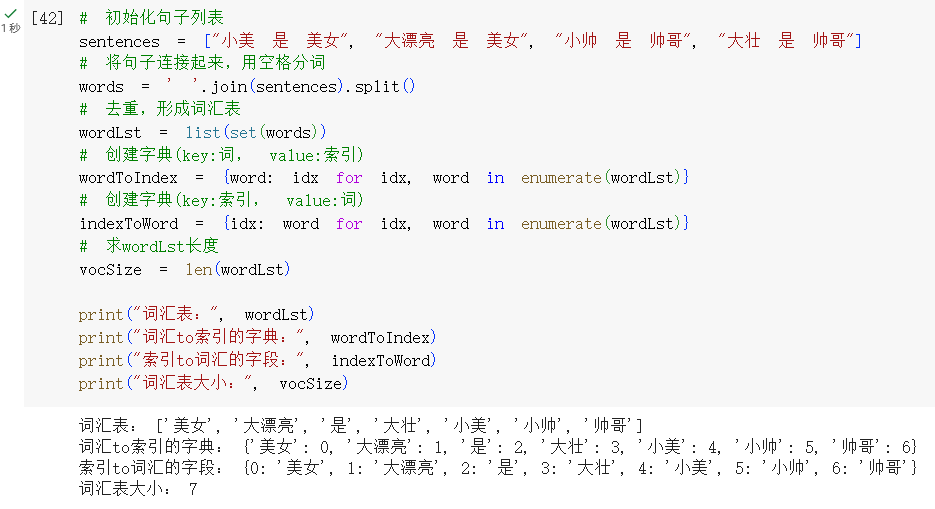 [42] # 初始化句子列表
1秒
sentences = ["小美 是 美女", "大漂亮 是 美女", "小帅 是 帅哥", "大壮 是 帅哥"]
# 将句子连接起来，用空格分词
words = ' '.join(sentences).split()
# 去重，形成词汇表
wordLst = list(set(words))
# 创建字典(key:词， value:索引)
wordToIndex = {word: idx for idx, word in enumerate(wordLst)}
# 创建字典(key:索引， value:词)
indexToWord = {idx: word for idx, word in enumerate(wordLst)}
# 求wordLst长度
vocSize = len(wordLst)
print("词汇表：", wordLst)
print("词汇to索引的字典：", wordToIndex)
print("索引to词汇的字段：", indexToWord)
print("词汇表大小：", vocSize)
词汇表： ['美女', '大漂亮', '是', '大壮', '小美', '小帅', '帅哥']
词汇to索引的字典： {'美女': 0, '大漂亮': 1, '是': 2, '大壮': 3, '小美': 4, '小帅': 5, '帅哥': 6}
索引to词汇的字段： {0: '美女', 1: '大漂亮', 2: '是', 3: '大壮', 4: '小美', 5: '小帅', 6: '帅哥'}
词汇表大小： 7